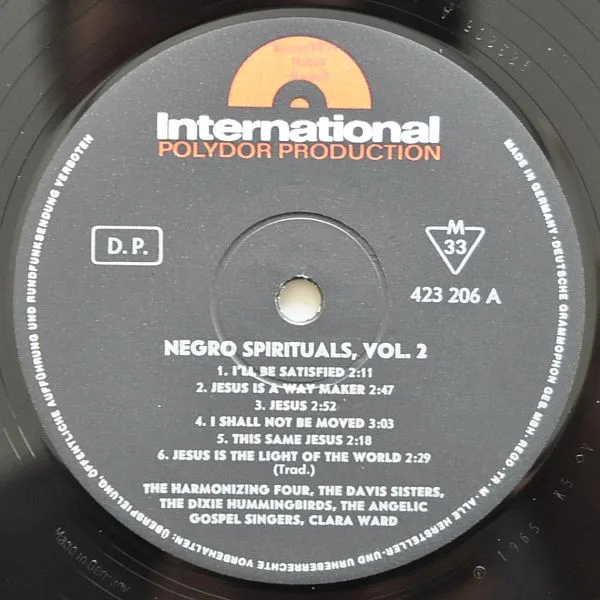 International
POLYDOR PRODUCTION
D.P.
M
33
423 206 A
NEGRO SPIRITUALS, VOL. 2
1. I'LL BE SATISFIED 2:11
2. JESUS IS A WAY MAKER 2:47
3. JESUS 2:52
4. I SHALL NOT BE MOVED 3:03
5. THIS SAME JESUS 2:18
6. JESUS IS THE LIGHT OF THE WORLD 2:29
(Trad.)
THE HARMONIZING FOUR, THE DAVIS SISTERS,
THE DIXIE HUMMINGBIRDS, THE ANGELIC
GOSPEL SINGERS, CLARA WARD
MADE IN GERMANY · DEUTSCHE GRAMMOPHON GES. MBH · REGD · TR · M · ALLE HERSTELLER-UND URHEBERRECHTE VORBEHALTEN: ÜBERSPIELUNG, ÖFFENTLICHE AUFFÜHRUNG UND RUNDFUNKSENDUNG VERBOTEN
Made in Germany
℗ 1965